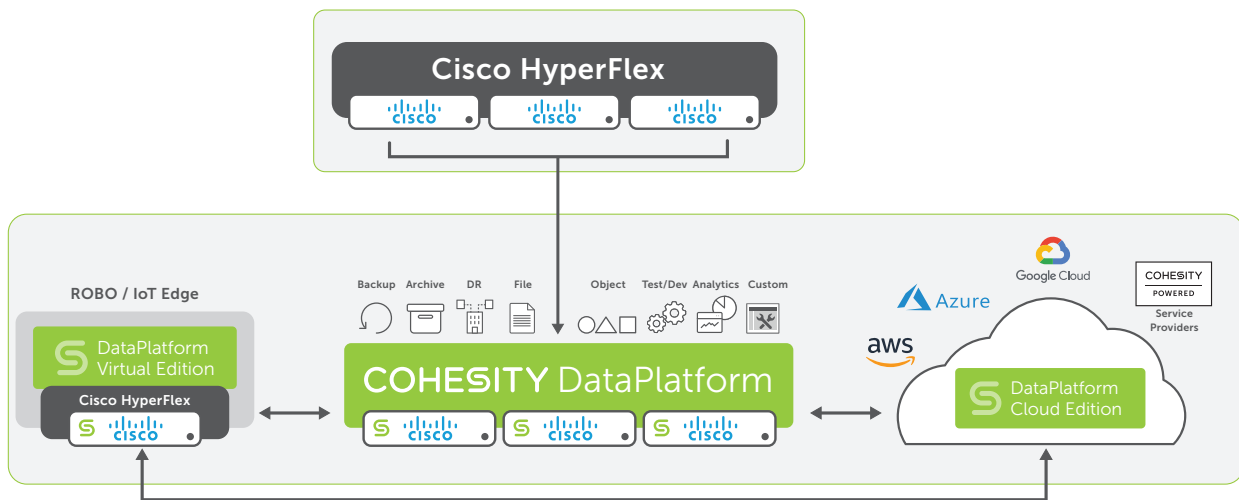 Cisco HyperFlex
CISCO
CISCO
CISCO
Google Cloud
COHESITY
POWERED
Service
Providers
Azure
aws
ROBO / IoT Edge
Backup
Archive
DR
File
Object
Test/Dev
Analytics
Custom
S DataPlatform
Virtual Edition
Cisco HyperFlex
S CISCO
COHESITY DataPlatform
S CISCO
S CISCO
S CISCO
S DataPlatform
Cloud Edition